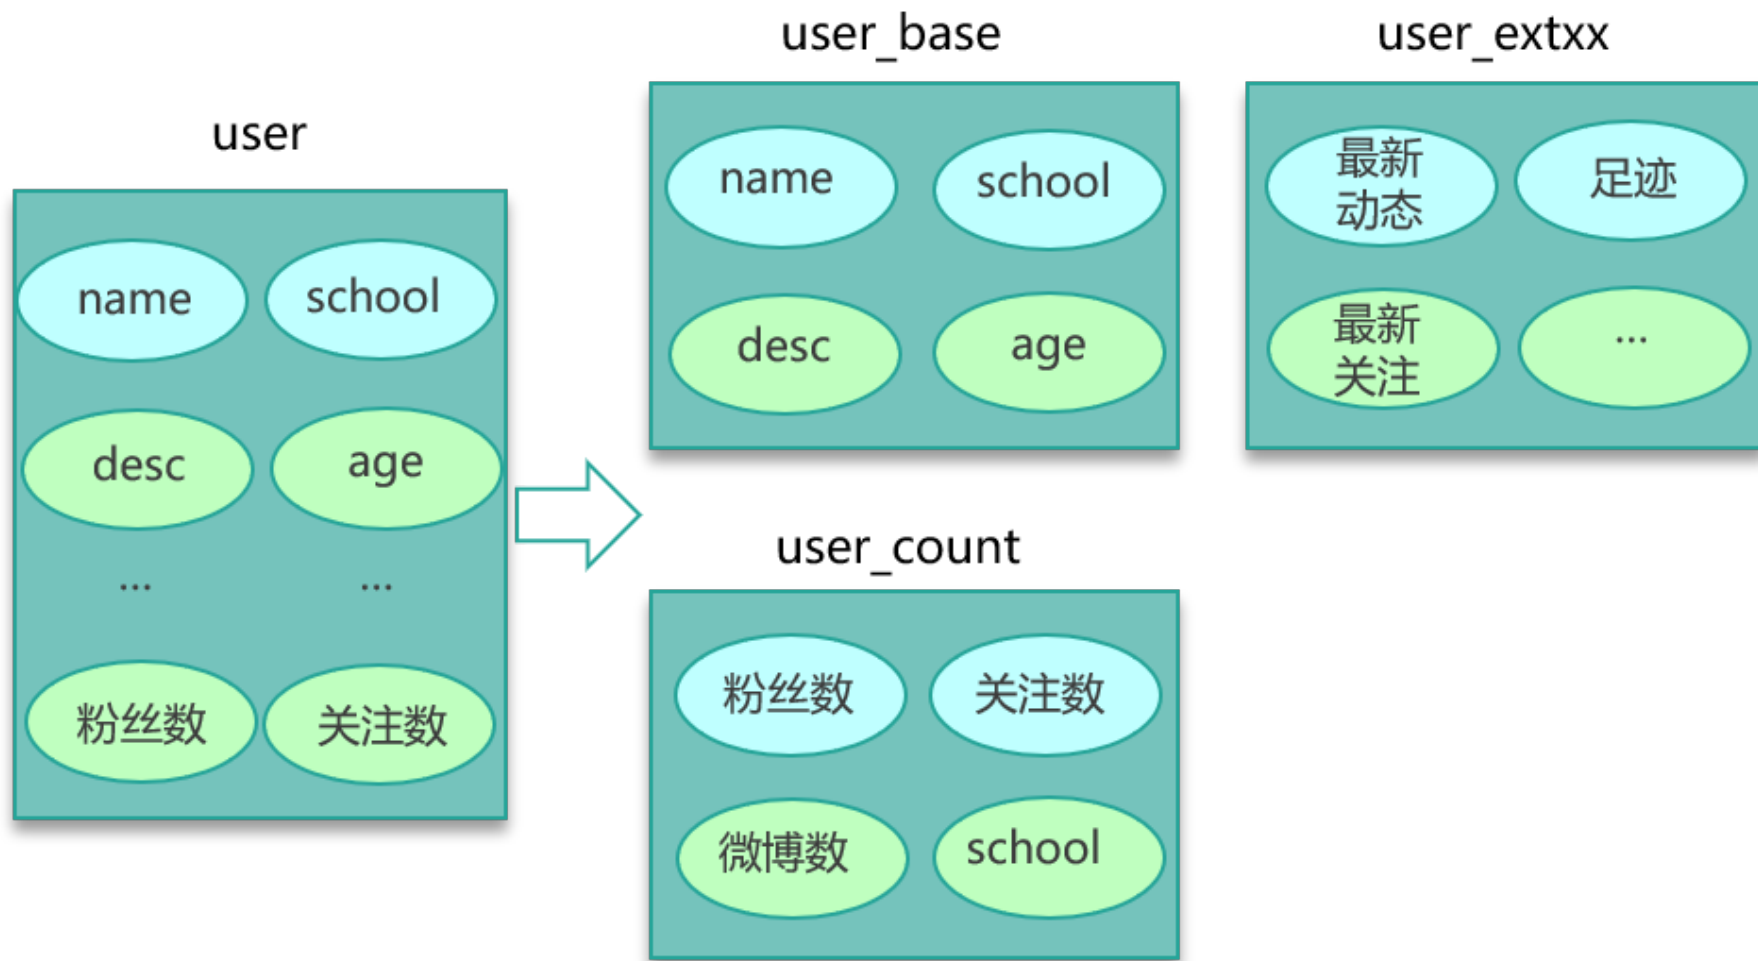 user
name
school
desc
age
...
...
粉丝数
关注数
user_base
name
school
desc
age
user_extxx
最新
动态
足迹
最新
关注
...
user_count
粉丝数
关注数
微博数
school